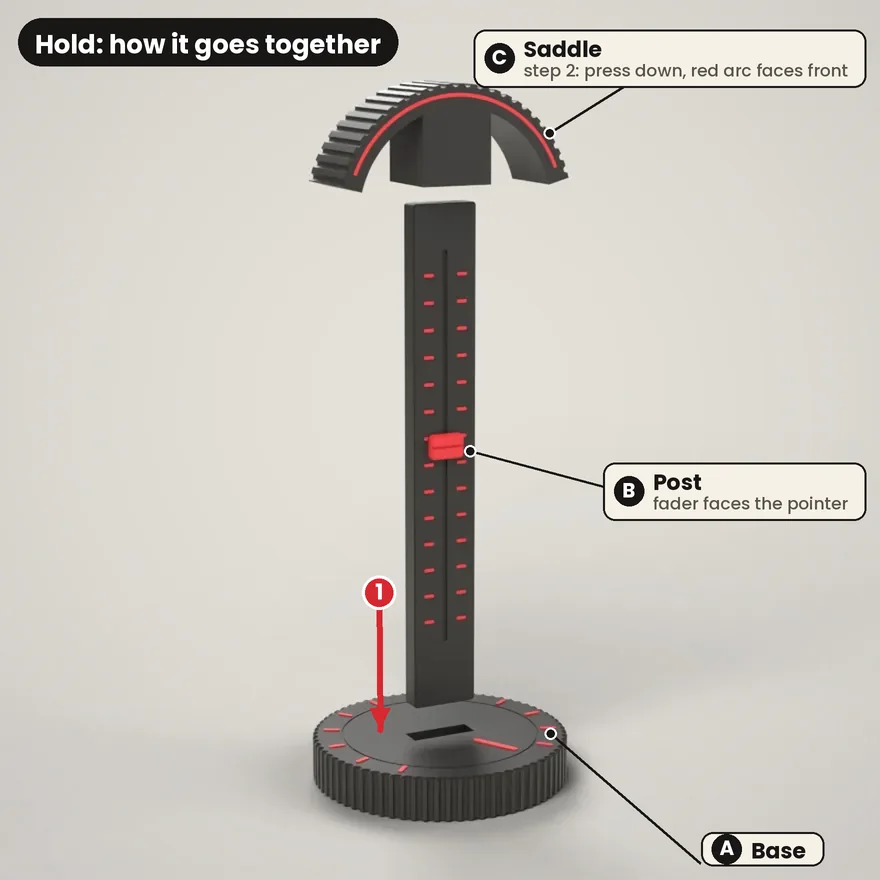 Hold: how it goes together
C Saddle
step 2: press down, red arc faces front
B Post
fader faces the pointer
1
A Base